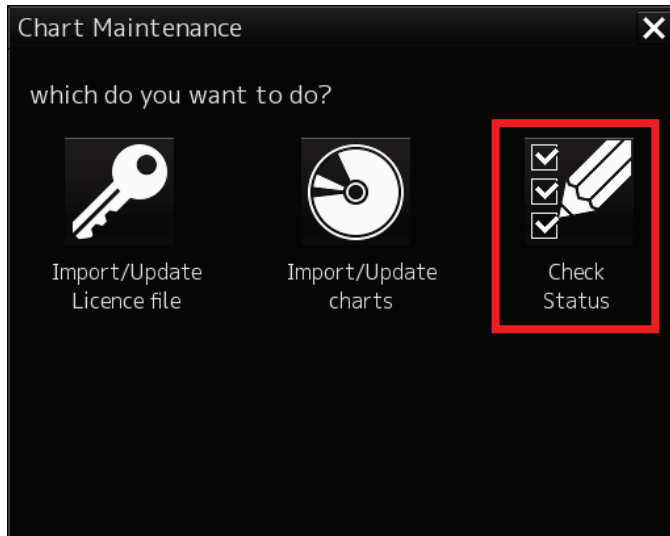 Chart Maintenance
which do you want to do?
Import/Update
Licence file
Import/Update
charts
Check
Status